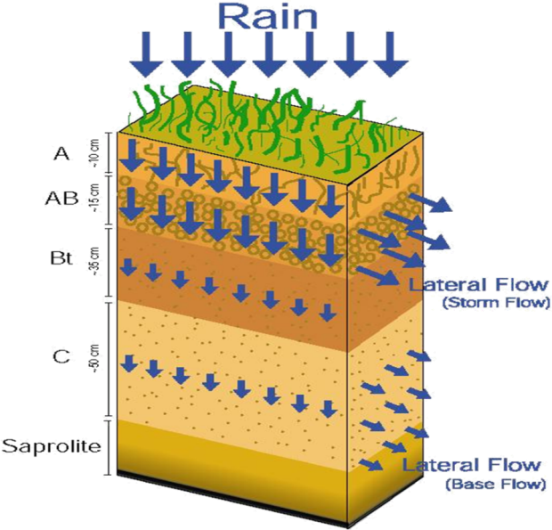 Rain
A
~10 cm
AB
~15 cm
Bt
~35 cm
Lateral Flow
(Storm Flow)
C
~50 cm
Saprolite
Lateral Flow
(Base Flow)